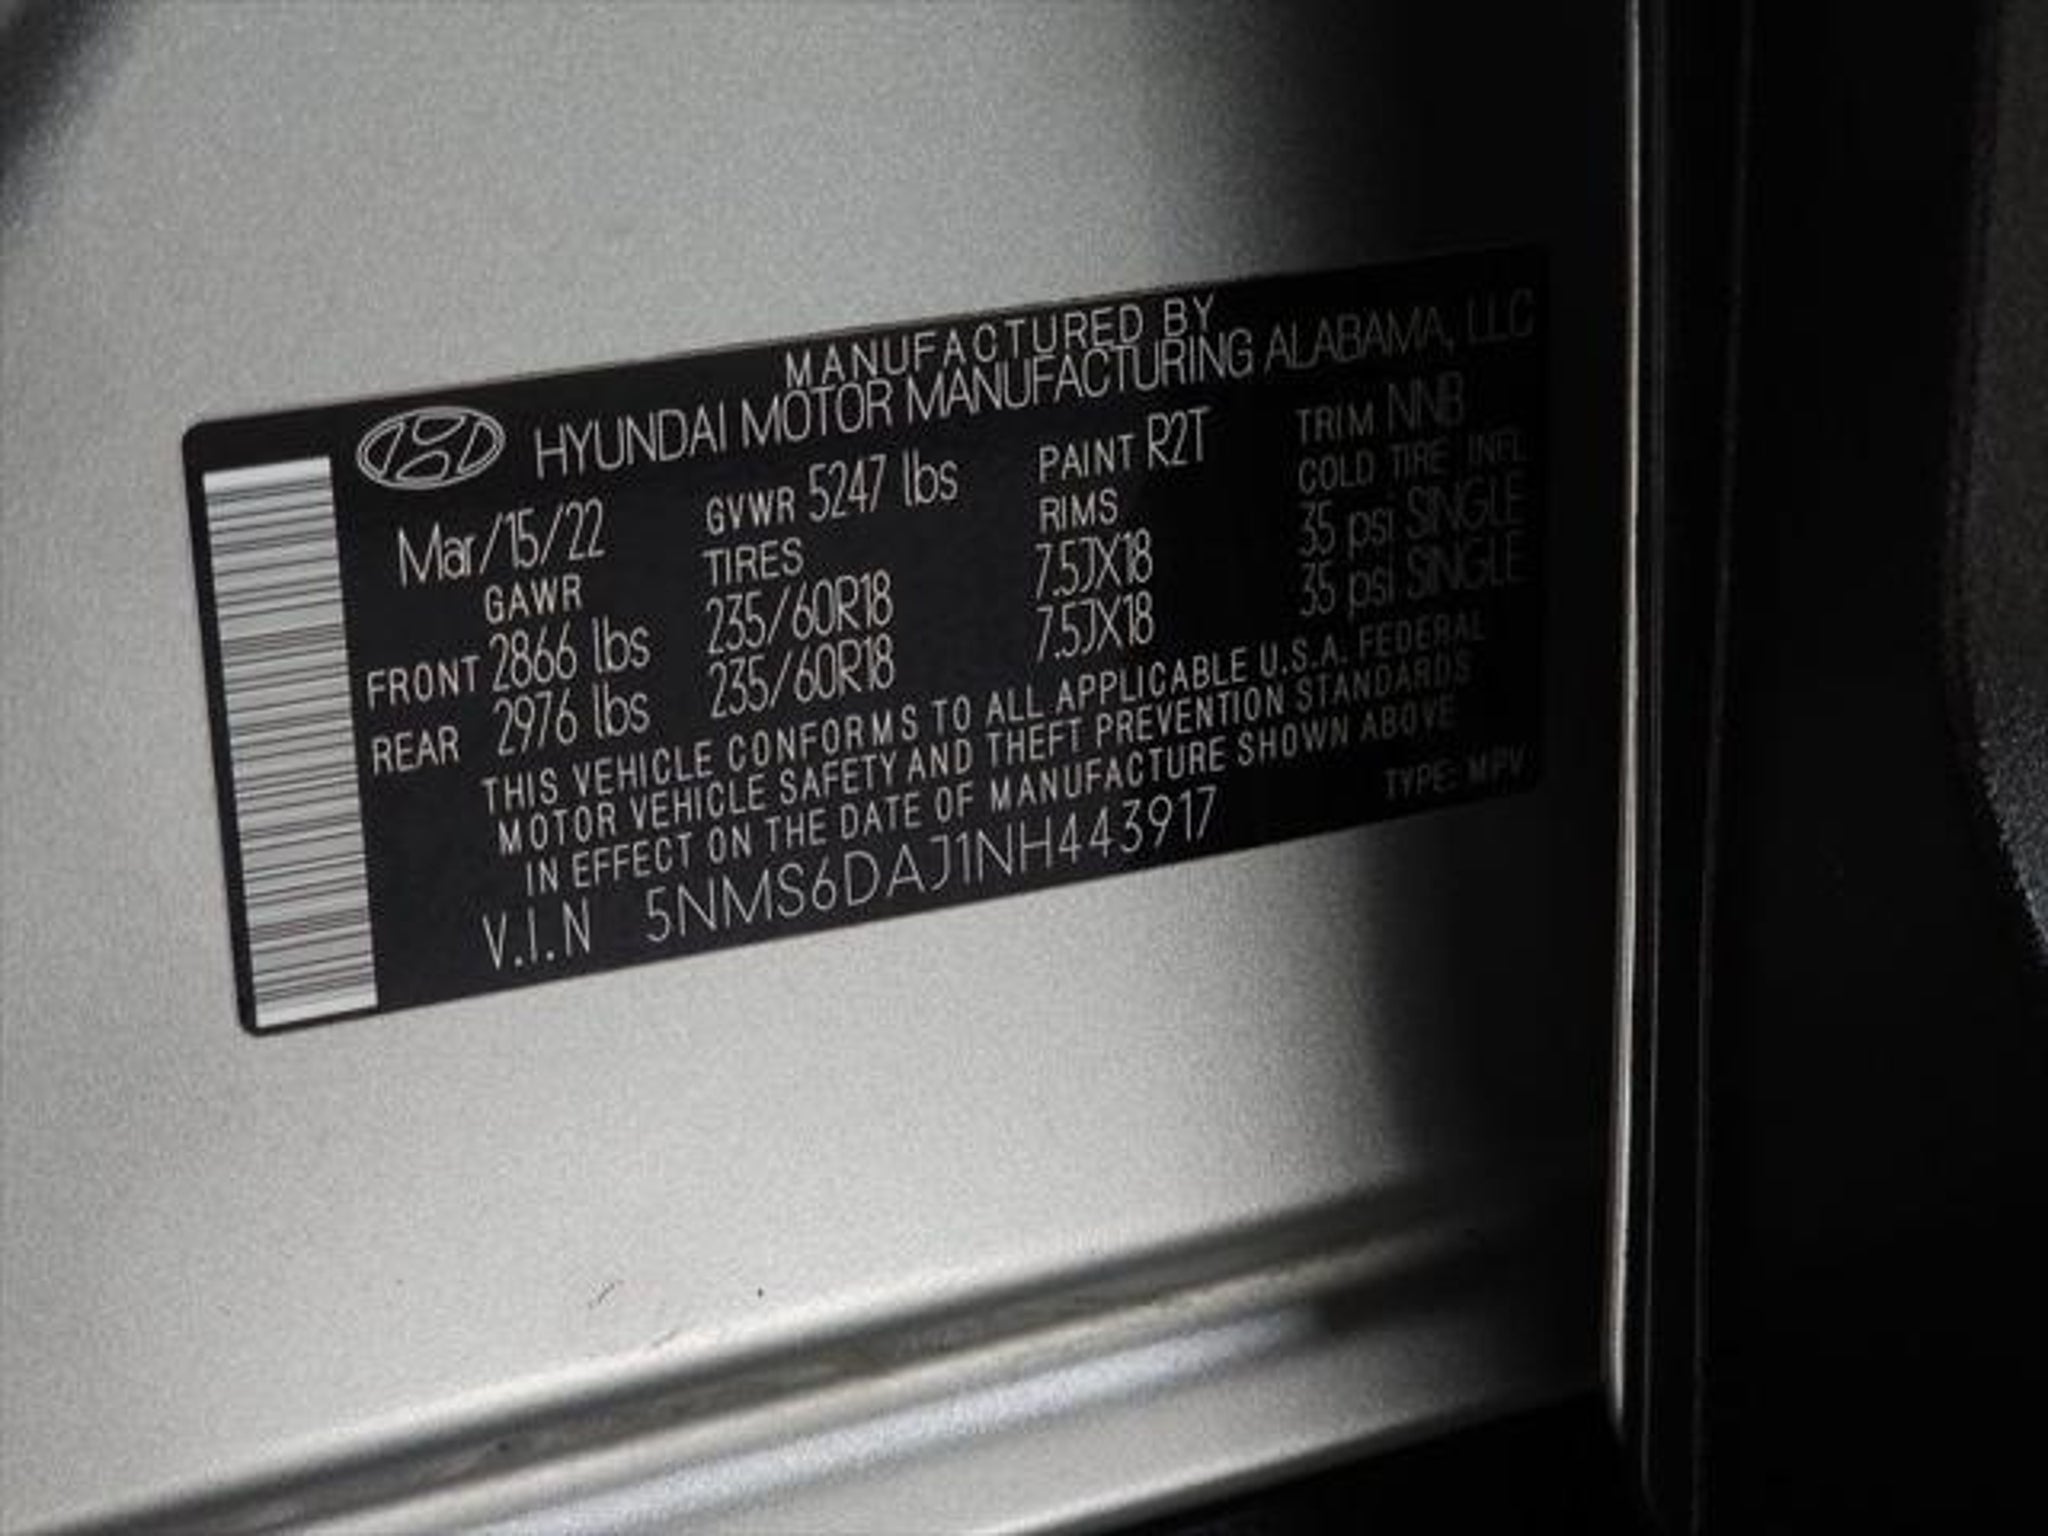 MANUFACTURED BY
HYUNDAI MOTOR MANUFACTURING ALABAMA, LLC
Mar/15/22 GVWR 5247 lbs PAINT R2T TRIM NNB
GAWR TIRES RIMS COLD TIRE INFL
FRONT 2866 lbs 235/60R18 7.5JX18 35 psi SINGLE
REAR 2976 lbs 235/60R18 7.5JX18 35 psi SINGLE
THIS VEHICLE CONFORMS TO ALL APPLICABLE U.S.A. FEDERAL
MOTOR VEHICLE SAFETY AND THEFT PREVENTION STANDARDS
IN EFFECT ON THE DATE OF MANUFACTURE SHOWN ABOVE
V.I.N 5NMS6DAJ1NH443917 TYPE: MPV